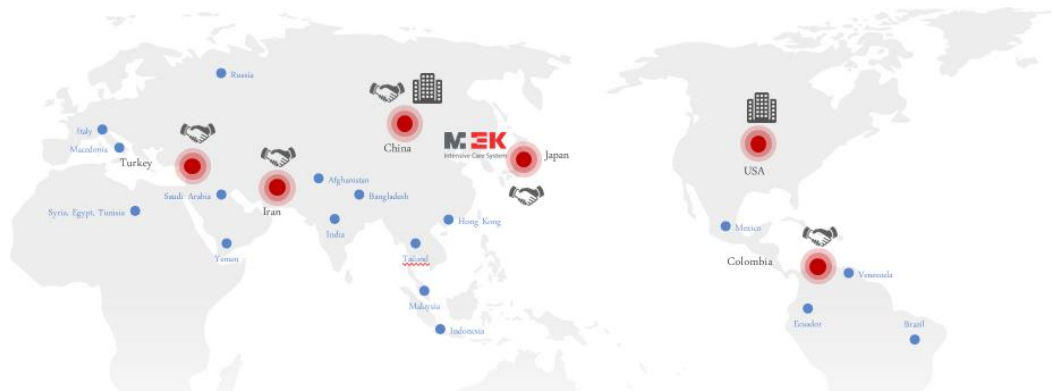 Russia
Italy
Macedonia
Turkey
China
MEK
Intensive Care System
Japan
USA
Saudi Arabia
Iran
Afghanistan
Bangladesh
Syria, Egypt, Tunisia
India
Hong Kong
Yemen
Tailand
Malaysia
Indonesia
Mexico
Colombia
Venezuela
Ecuador
Brazil